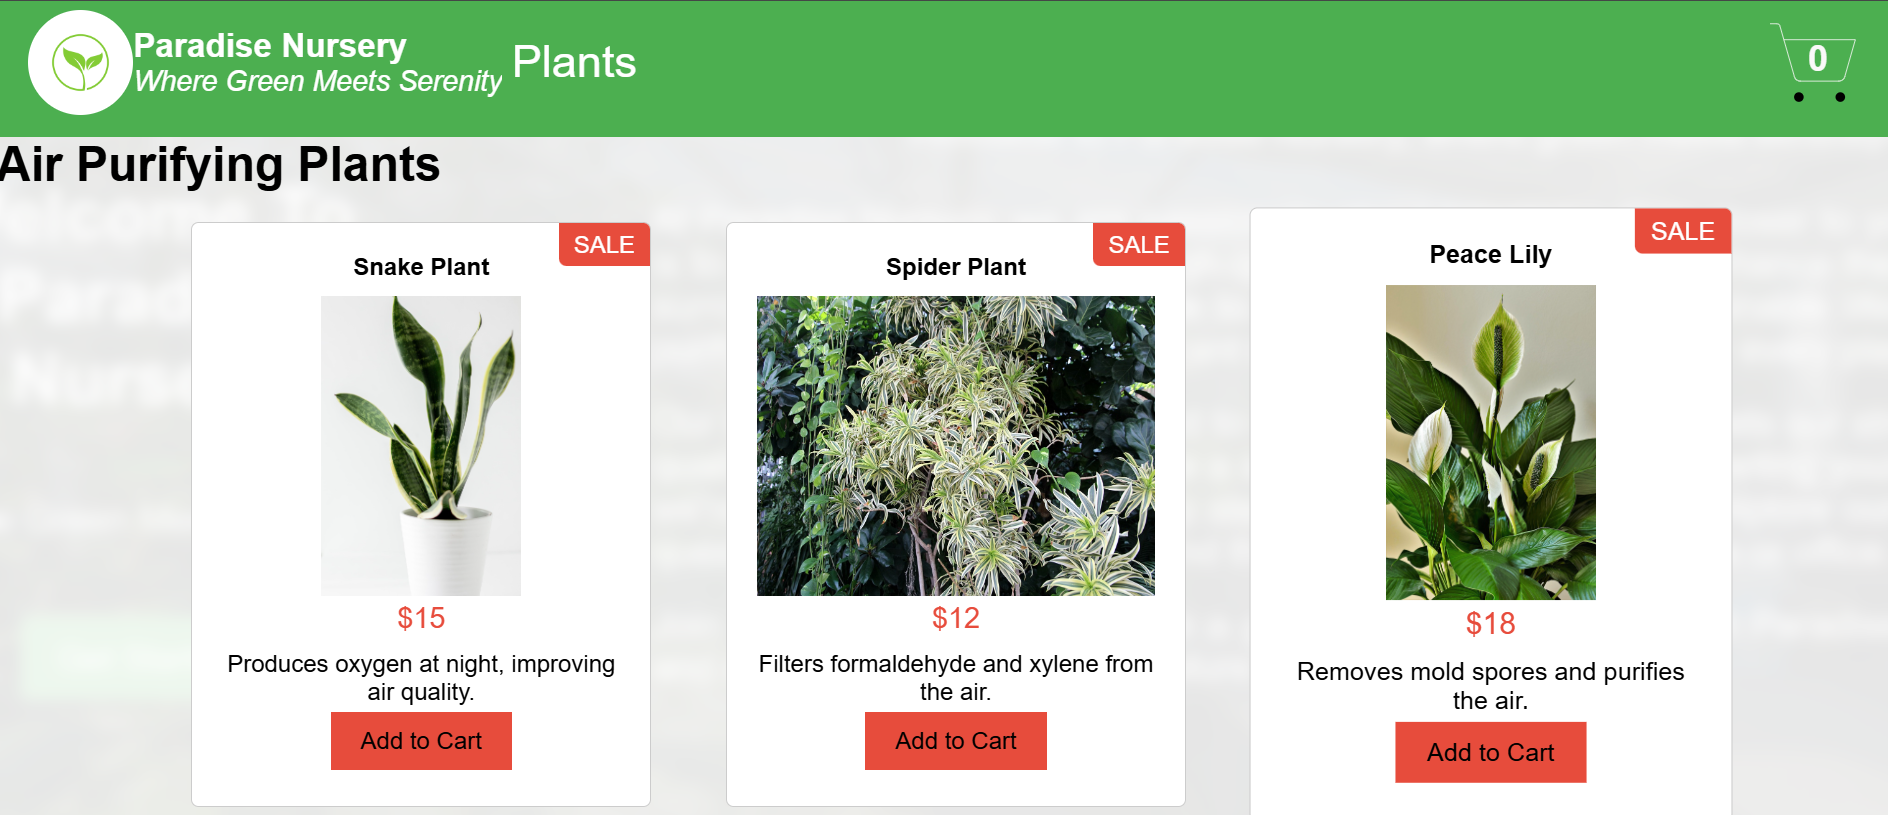 Paradise Nursery
Where Green Meets Serenity
Plants
0
Air Purifying Plants
SALE
Snake Plant
$15
Produces oxygen at night, improving
air quality.
Add to Cart
SALE
Spider Plant
$12
Filters formaldehyde and xylene from
the air.
Add to Cart
SALE
Peace Lily
$18
Removes mold spores and purifies
the air.
Add to Cart